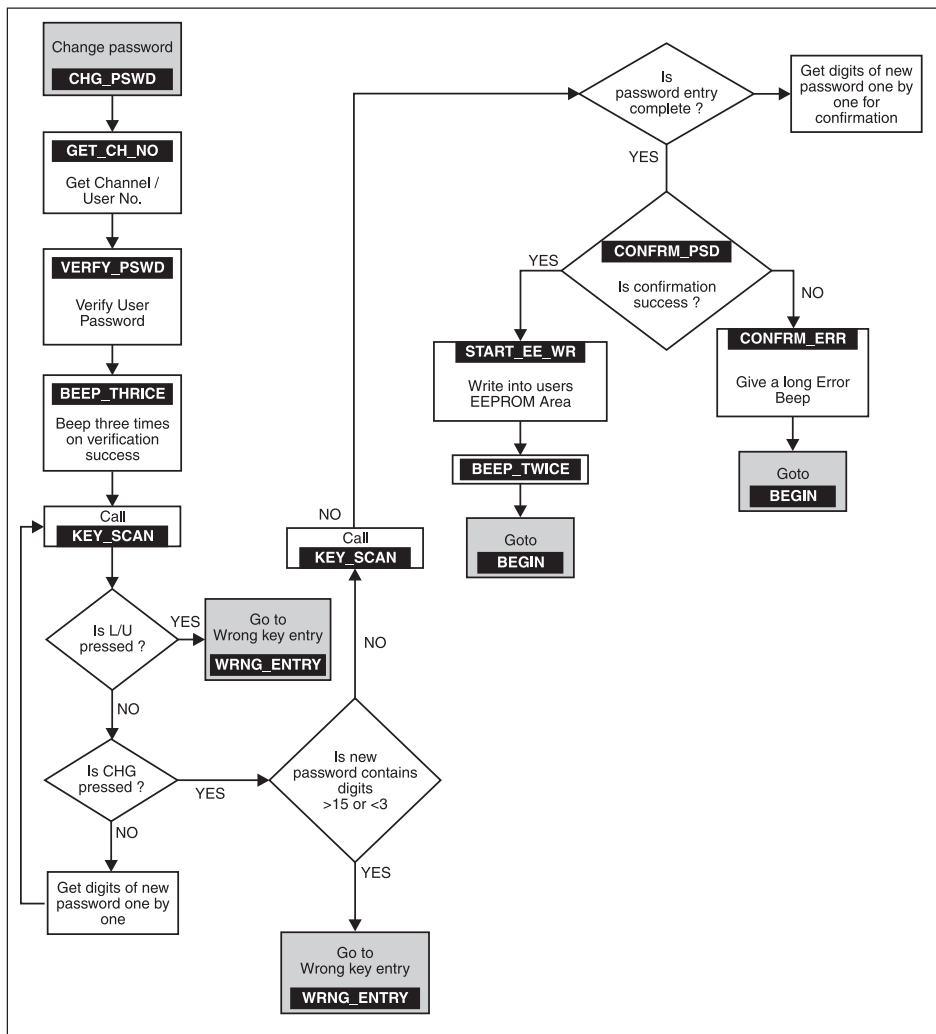 Change password
CHG_PSWD
GET_CH_NO
Get Channel /
User No.
VERFY_PSWD
Verify User
Password
BEEP_THRICE
Beep three times
on verification
success
Call
KEY_SCAN
Is L/U
pressed ?
YES
Go to
Wrong key entry
WRNG_ENTRY
NO
Is CHG
pressed ?
YES
NO
Get digits of new
password one by
one
Is new
password contains
digits
>15 or <3
YES
Go to
Wrong key entry
WRNG_ENTRY
NO
Call
KEY_SCAN
NO
Is
password entry
complete ?
Get digits of new
password one by
one for
confirmation
YES
CONFRM_PSD
Is confirmation
success ?
YES
START_EE_WR
Write into users
EEPROM Area
BEEP_TWICE
Goto
BEGIN
NO
CONFRM_ERR
Give a long Error
Beep
Goto
BEGIN